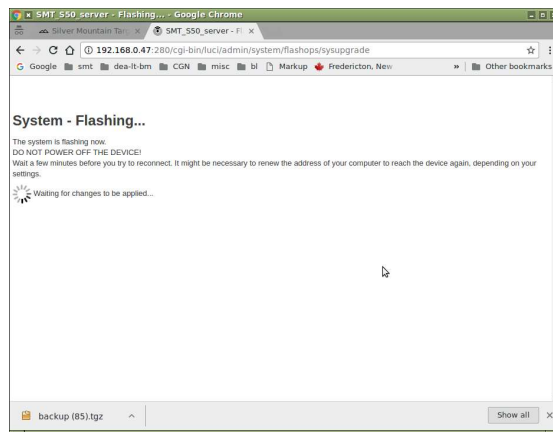 SMT_S50_server - Flashing... - Google Chrome
Silver Mountain Targ
SMT_S50_server - Fl
192.168.0.47:280/cgi-bin/luci/admin/system/flashops/sysupgrade
Google smt dea-lt-bm CGN misc bl Markup Fredericton, New » Other bookmarks
System - Flashing...
The system is flashing now.
DO NOT POWER OFF THE DEVICE!
Wait a few minutes before you try to reconnect. It might be necessary to renew the address of your computer to reach the device again, depending on your
settings.
Waiting for changes to be applied...
backup (85).tgz
Show all